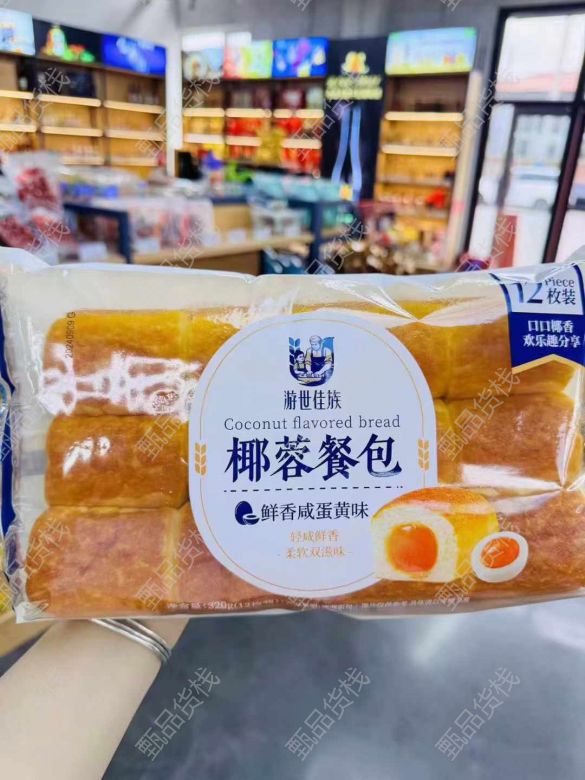 12
Piece
枚装
口口椰香
欢乐趣分享
20240909 G
游世佳族
Coconut flavored bread
椰蓉餐包
鲜香咸蛋黄味
轻咸鲜香
-柔软双滋味-
320g
甄品货栈